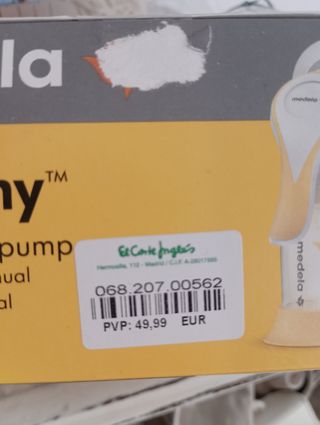 la
medela
ny™
pump
nual
al
medela
El Corte Inglés
Hermosilla, 112 - Madrid / C.I.F. A-28017895
068.207.00562
PVP: 49,99 EUR